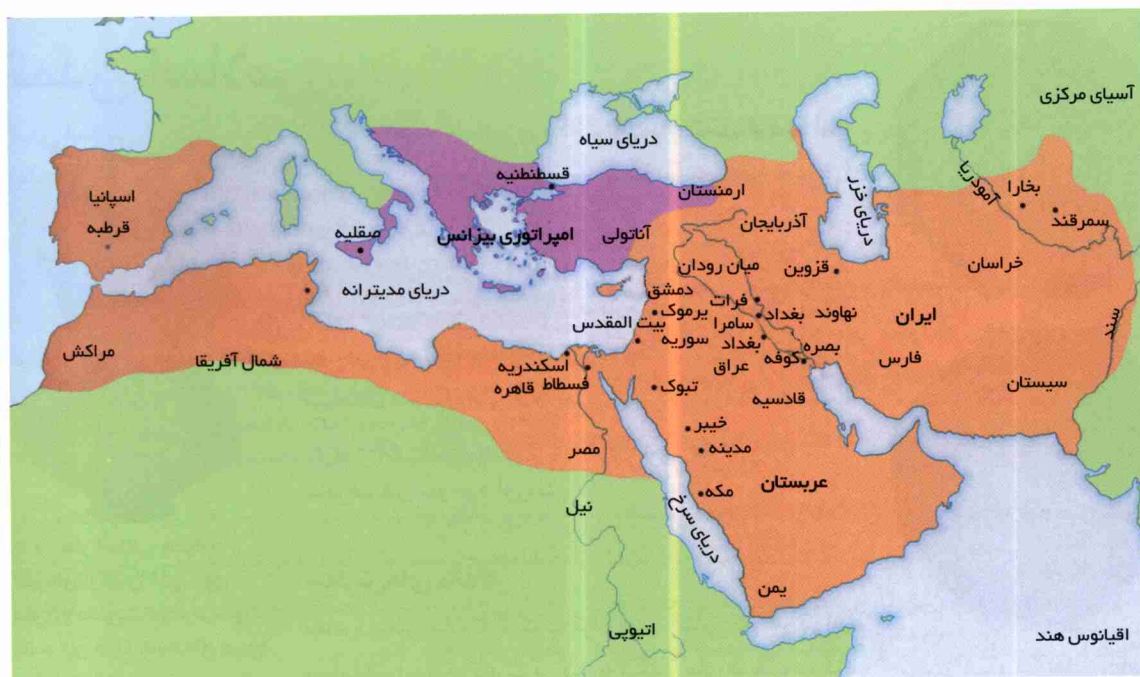 آسیای مرکزی
دریای سیاه
قسطنطنیه
ارمنستان
دریای خزر
آمودریا
بخارا
سمرقند
اسپانیا
قرطبه
صقلیه
امپراتوری بیزانس
آناتولی
آذربایجان
قزوین
خراسان
میان رودان
دریای مدیترانه
دمشق
فرات
یرموک
بغداد
نهاوند
ایران
سند
بیت المقدس
سوریه
سامرا
بغداد
بصره
کوفه
عراق
فارس
مراکش
شمال آفریقا
اسکندریه
فسطاط
قاهره
تبوک
قادسیه
سیستان
خیبر
مدینه
مصر
مکه
عربستان
نیل
دریای سرخ
یمن
اتیوپی
اقیانوس هند